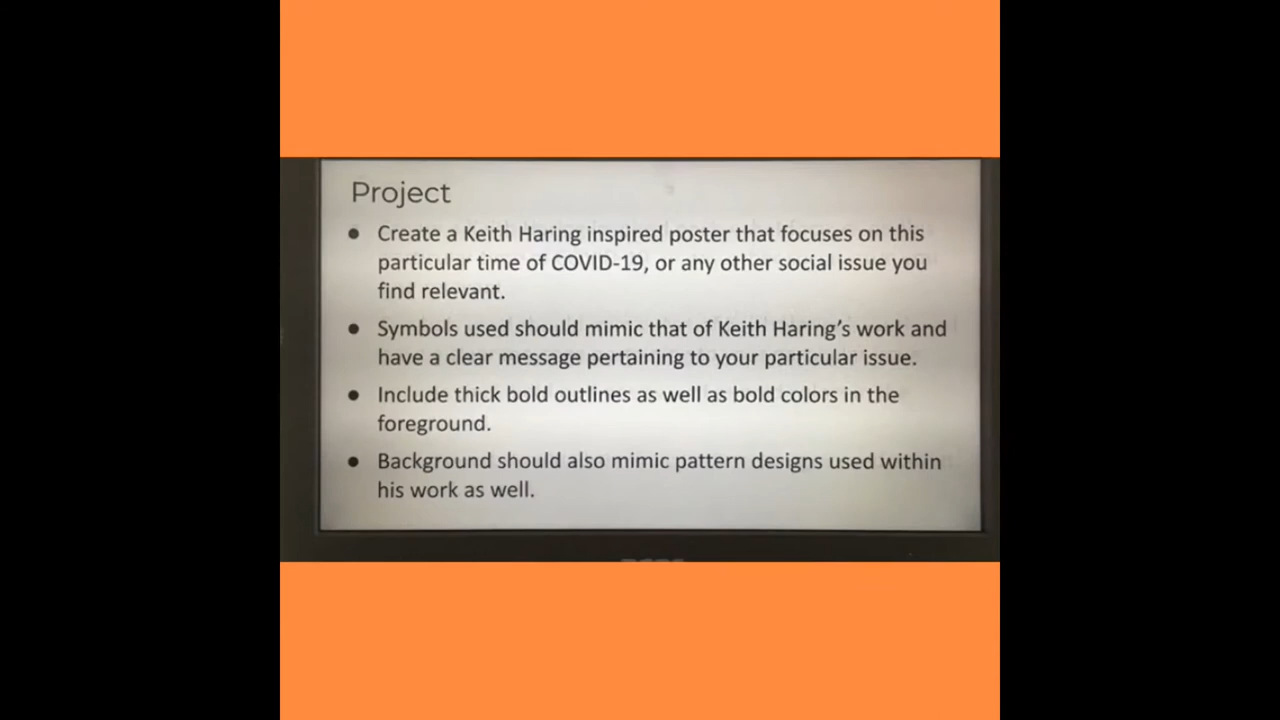 Project
● Create a Keith Haring inspired poster that focuses on this
particular time of COVID-19, or any other social issue you
find relevant.
● Symbols used should mimic that of Keith Haring’s work and
have a clear message pertaining to your particular issue.
● Include thick bold outlines as well as bold colors in the
foreground.
● Background should also mimic pattern designs used within
his work as well.